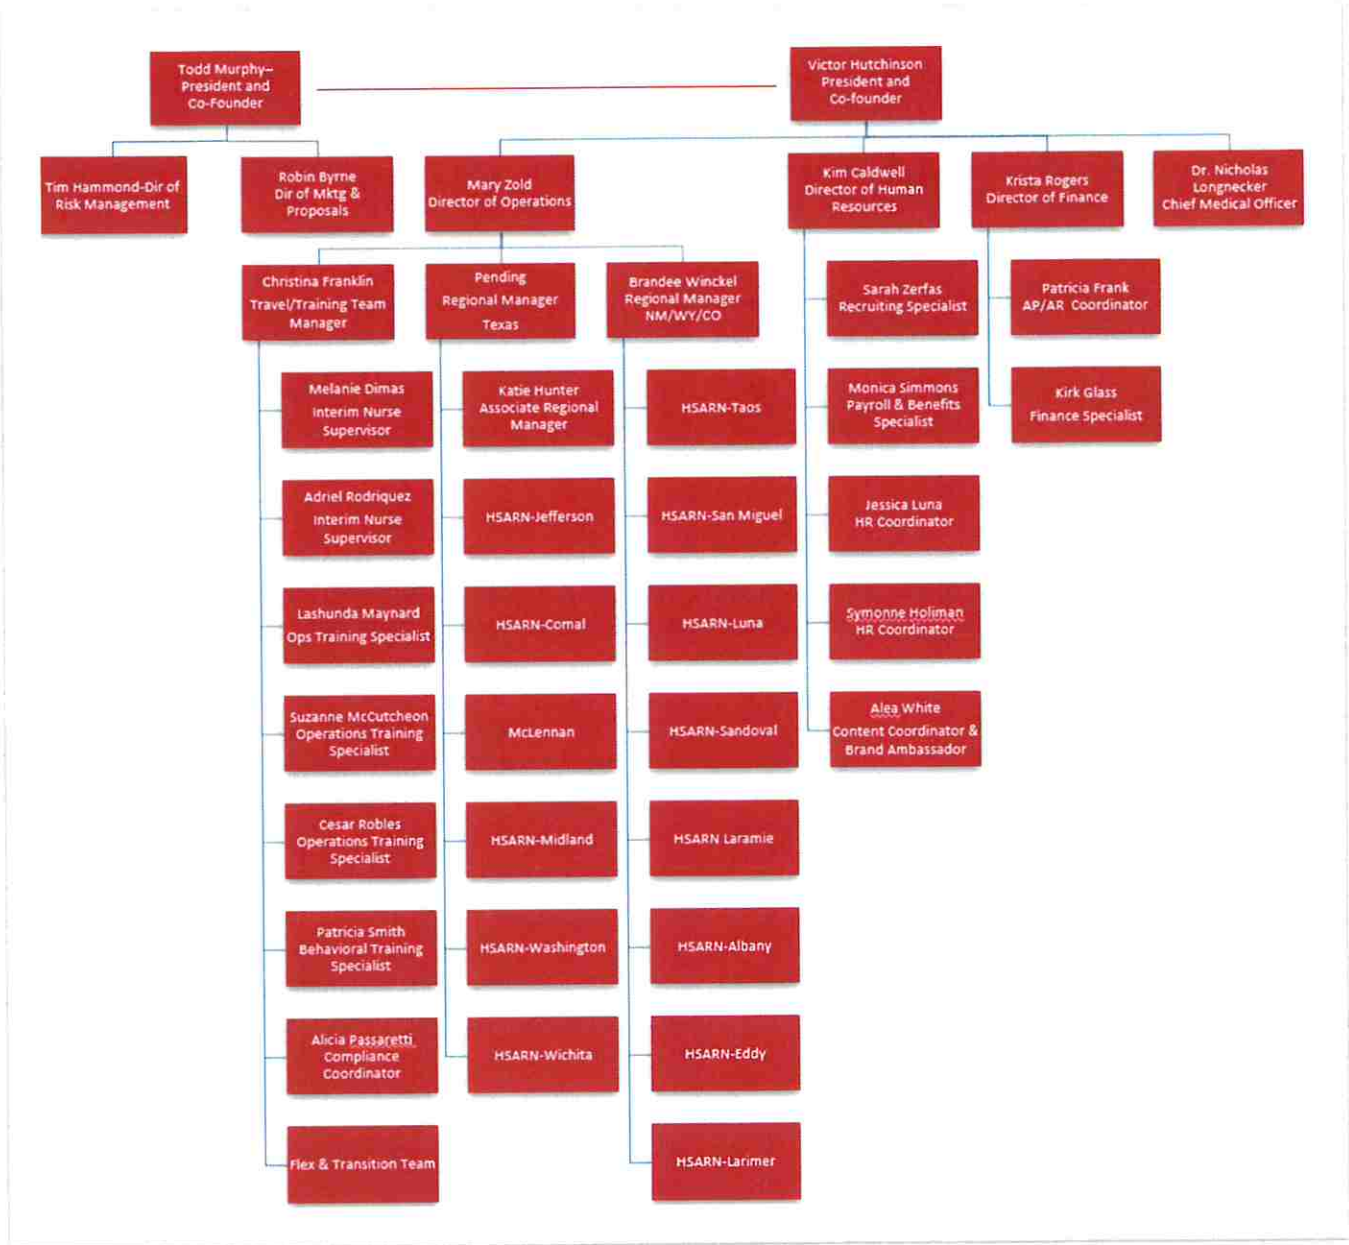 Todd Murphy–
President and
Co-Founder
Victor Hutchinson
President and
Co-founder
Tim Hammond-Dir of
Risk Management
Robin Byrne
Dir of Mktg &
Proposals
Mary Zold
Director of Operations
Kim Caldwell
Director of Human
Resources
Krista Rogers
Director of Finance
Dr. Nicholas
Longnecker
Chief Medical Officer
Christina Franklin
Travel/Training Team
Manager
Pending
Regional Manager
Texas
Brandee Winckel
Regional Manager
NM/WY/CO
Sarah Zerfas
Recruiting Specialist
Patricia Frank
AP/AR Coordinator
Melanie Dimas
Interim Nurse
Supervisor
Katie Hunter
Associate Regional
Manager
HSARN-Taos
Monica Simmons
Payroll & Benefits
Specialist
Kirk Glass
Finance Specialist
Adriel Rodriquez
Interim Nurse
Supervisor
HSARN-Jefferson
HSARN-San Miguel
Jessica Luna
HR Coordinator
Lashunda Maynard
Ops Training Specialist
HSARN-Comal
HSARN-Luna
Symonne Holiman
HR Coordinator
Suzanne McCutcheon
Operations Training
Specialist
McLennan
HSARN-Sandoval
Alea White
Content Coordinator &
Brand Ambassador
Cesar Robles
Operations Training
Specialist
HSARN-Midland
HSARN Laramie
Patricia Smith
Behavioral Training
Specialist
HSARN-Washington
HSARN-Albany
Alicia Passaretti
Compliance
Coordinator
HSARN-Wichita
HSARN-Eddy
Flex & Transition Team
HSARN-Larimer